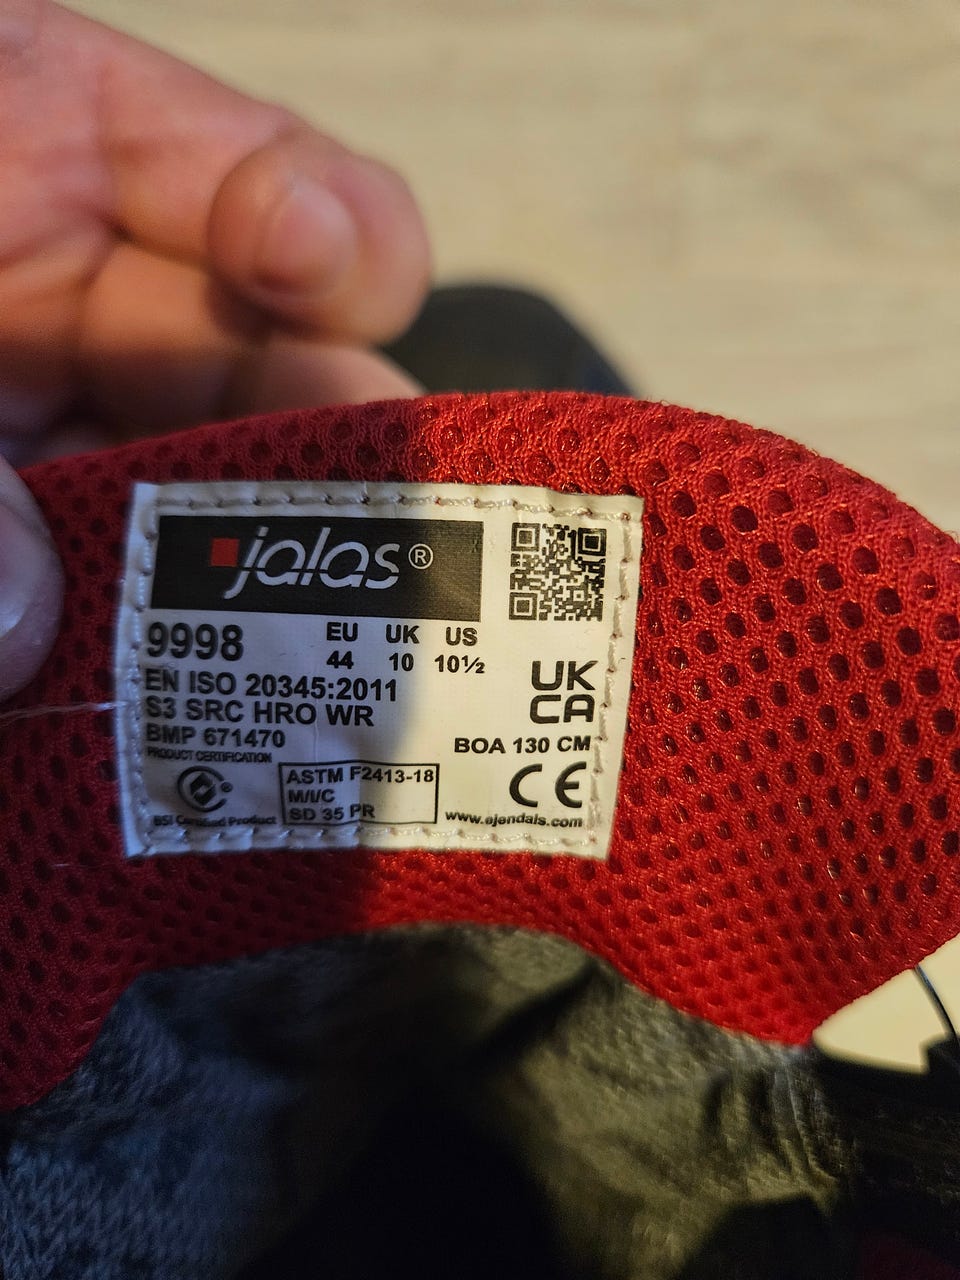 jalas®
9998
EU UK US
44 10 10½
EN ISO 20345:2011
S3 SRC HRO WR
BMP 671470
PRODUCT CERTIFICATION
BSI Certified Product
ASTM F2413-18
M/I/C
SD 35 PR
UK
CA
BOA 130 CM
CE
www.ejendals.com